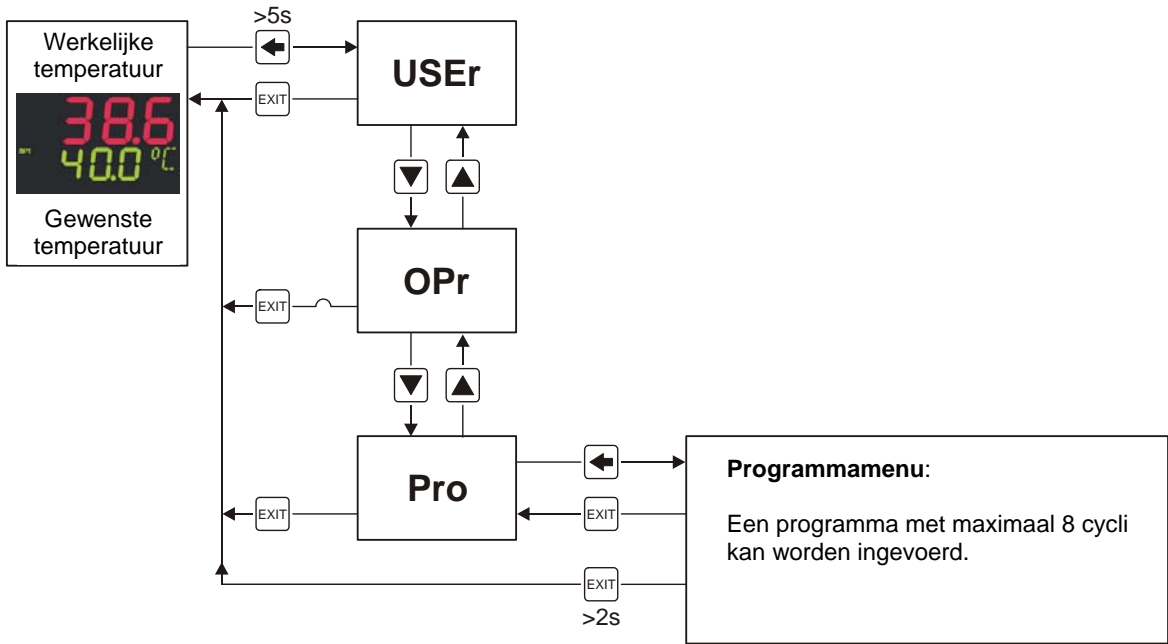 >5s
Werkelijke
temperatuur
38.6
40.0 °C
Gewenste
temperatuur
EXIT
USEr
OPr
EXIT
Pro
EXIT
Programmamenu:
Een programma met maximaal 8 cycli
kan worden ingevoerd.
EXIT
EXIT
>2s